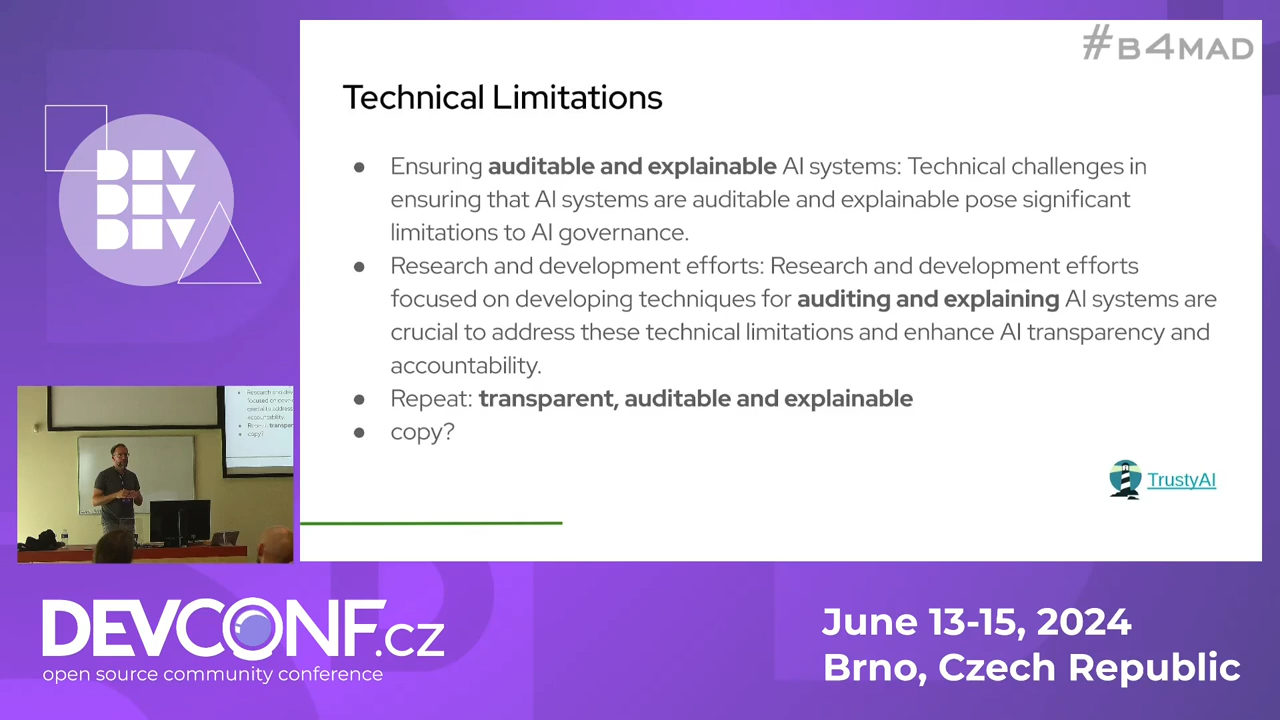 #B4MAD
Technical Limitations
● Ensuring auditable and explainable AI systems: Technical challenges in
ensuring that AI systems are auditable and explainable pose significant
limitations to AI governance.
● Research and development efforts: Research and development efforts
focused on developing techniques for auditing and explaining AI systems are
crucial to address these technical limitations and enhance AI transparency and
accountability.
● Repeat: transparent, auditable and explainable
● copy?
TrustyAI
DEV
DEV
DEV
DEVCONF.cz
open source community conference
June 13-15, 2024
Brno, Czech Republic